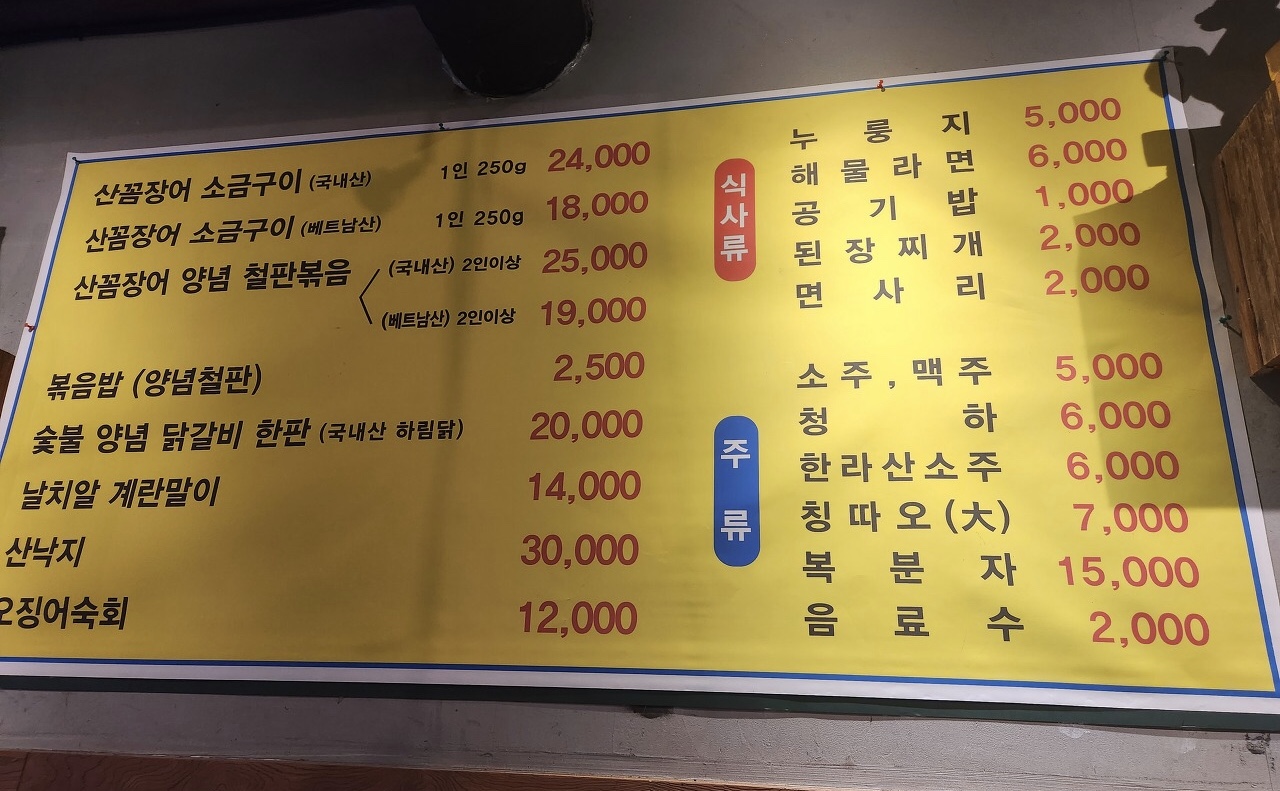 산꼼장어 소금구이 (국내산) 1인 250g 24,000
산꼼장어 소금구이 (베트남산) 1인 250g 18,000
산꼼장어 양념 철판볶음 (국내산) 2인이상 25,000
(베트남산) 2인이상 19,000
볶음밥 (양념철판) 2,500
숯불 양념 닭갈비 한판 (국내산 하림닭) 20,000
날치알 계란말이 14,000
산낙지 30,000
오징어숙회 12,000
식사류
누룽지 5,000
해물라면 6,000
공기밥 1,000
된장찌개 2,000
면사리 2,000
주류
소주, 맥주 5,000
청하 6,000
한라산소주 6,000
칭따오(大) 7,000
복분자 15,000
음료수 2,000